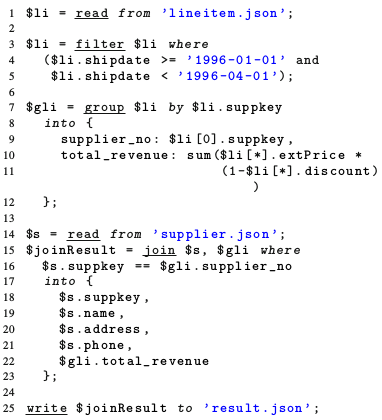 1 $li = read from 'lineitem.json';
2
3 $li = filter $li where
4 ($li.shipdate >= '1996-01-01' and
5 $li.shipdate < '1996-04-01');
6
7 $gli = group $li by $li.suppkey
8 into {
9 supplier_no: $li[0].suppkey,
10 total_revenue: sum($li[*].extPrice *
11 (1-$li[*].discount)
)
12 };
13
14 $s = read from 'supplier.json';
15 $joinResult = join $s, $gli where
16 $s.suppkey == $gli.supplier_no
17 into {
18 $s.suppkey,
19 $s.name,
20 $s.address,
21 $s.phone,
22 $gli.total_revenue
23 };
24
25 write $joinResult to 'result.json';